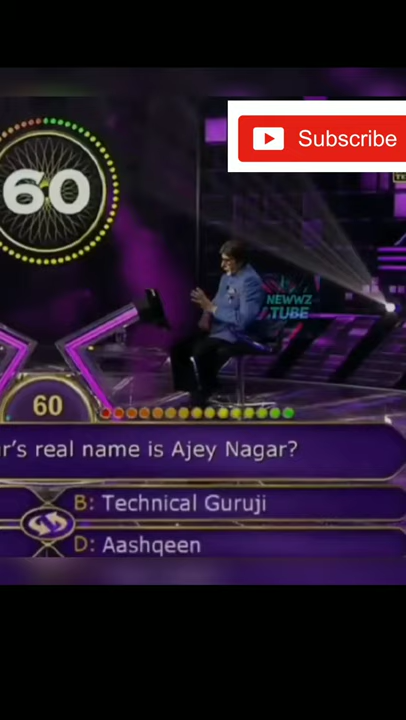 Subscribe
60
NEWWZ
TUBE
60
r's real name is Ajey Nagar?
B: Technical Guruji
D: Aashqeen